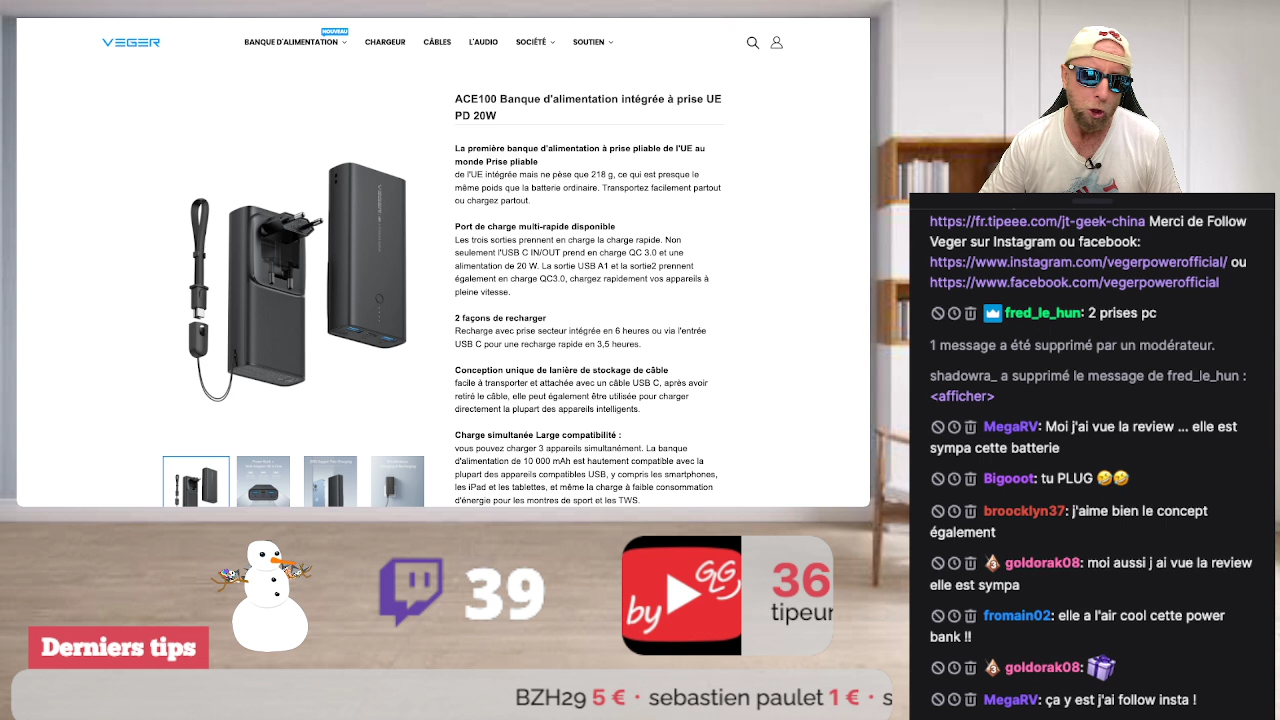 VEGER
NOUVEAU
BANQUE D'ALIMENTATION
CHARGEUR
CÂBLES
L'AUDIO
SOCIÉTÉ
SOUTIEN
ACE100 Banque d'alimentation intégrée à prise UE
PD 20W
La première banque d'alimentation à prise pliable de l'UE au
monde Prise pliable
de l'UE intégrée mais ne pèse que 218 g, ce qui est presque le
même poids que la batterie ordinaire. Transportez facilement partout
ou chargez partout.
Port de charge multi-rapide disponible
Les trois sorties prennent en charge la charge rapide. Non
seulement l'USB C IN/OUT prend en charge QC 3.0 et une
alimentation de 20 W. La sortie USB A1 et la sortie2 prennent
également en charge QC3.0, chargez rapidement vos appareils à
pleine vitesse.
2 façons de recharger
Recharge avec prise secteur intégrée en 6 heures ou via l'entrée
USB C pour une recharge rapide en 3,5 heures.
Conception unique de lanière de stockage de câble
facile à transporter et attachée avec un câble USB C, après avoir
retiré le câble, elle peut également être utilisée pour charger
directement la plupart des appareils intelligents.
Charge simultanée Large compatibilité :
vous pouvez charger 3 appareils simultanément. La banque
d'alimentation de 10 000 mAh est hautement compatible avec la
plupart des appareils compatibles USB, y compris les smartphones,
les iPad et les tablettes, et même la charge à faible consommation
d'énergie pour les montres de sport et les TWS.
https://fr.tipeee.com/jt-geek-china Merci de Follow
Veger sur Instagram ou facebook:
https://www.instagram.com/vegerpowerofficial/ ou
https://www.facebook.com/vegerpowerofficial
fred_le_hun: 2 prises pc
1 message a été supprimé par un modérateur.
shadowra_ a supprimé le message de fred_le_hun :
<afficher>
MegaRV: Moi j'ai vue la review ... elle est
sympa cette batterie
Bigooot: tu PLUG 🤣🤣
broocklyn37: j'aime bien le concept
également
goldorak08: moi aussi j ai vue la review
elle est sympa
fromain02: elle a l'air cool cette power
bank !!
goldorak08:
MegaRV: ça y est j'ai follow insta !
39
by GLG
36
tipeur
Derniers tips
BZH29 5 € · sebastien paulet 1 € · s